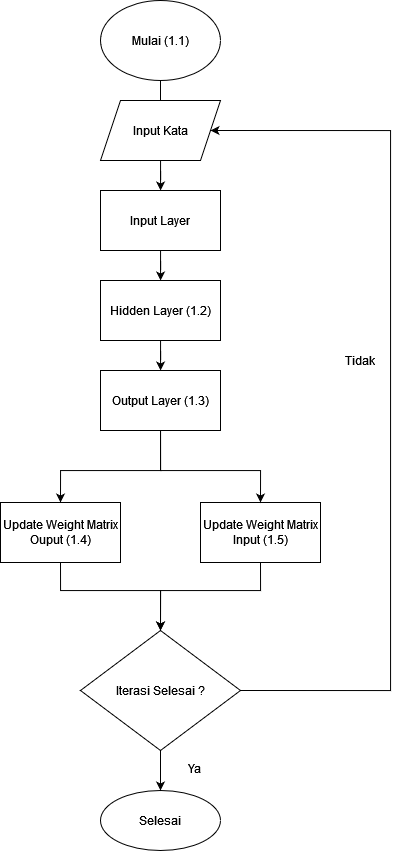 Mulai (1.1)
Input Kata
Input Layer
Hidden Layer (1.2)
Tidak
Output Layer (1.3)
Update Weight Matrix
Ouput (1.4)
Update Weight Matrix
Input (1.5)
Iterasi Selesai ?
Ya
Selesai